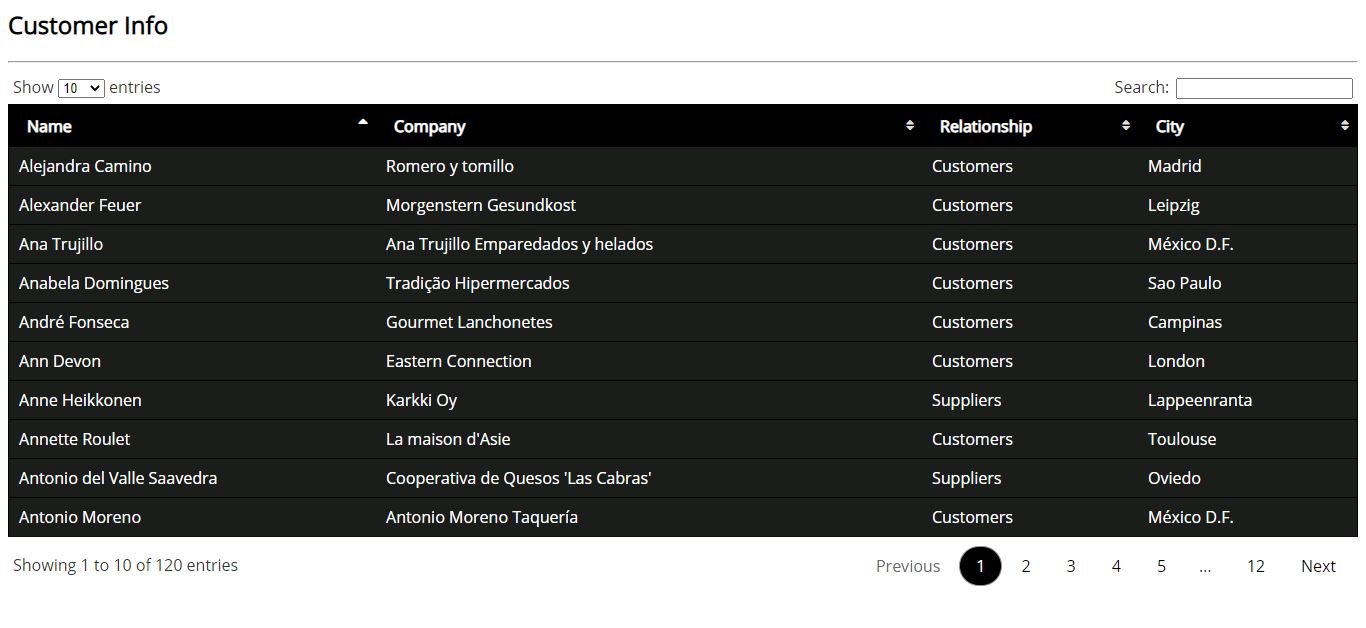 Customer Info
Show 10 entries Search:
Name Company Relationship City
Alejandra Camino Romero y tomillo Customers Madrid
Alexander Feuer Morgenstern Gesundkost Customers Leipzig
Ana Trujillo Ana Trujillo Emparedados y helados Customers México D.F.
Anabela Domingues Tradição Hipermercados Customers Sao Paulo
André Fonseca Gourmet Lanchonetes Customers Campinas
Ann Devon Eastern Connection Customers London
Anne Heikkonen Karkki Oy Suppliers Lappeenranta
Annette Roulet La maison d'Asie Customers Toulouse
Antonio del Valle Saavedra Cooperativa de Quesos 'Las Cabras' Suppliers Oviedo
Antonio Moreno Antonio Moreno Taquería Customers México D.F.
Showing 1 to 10 of 120 entries Previous 1 2 3 4 5 ... 12 Next